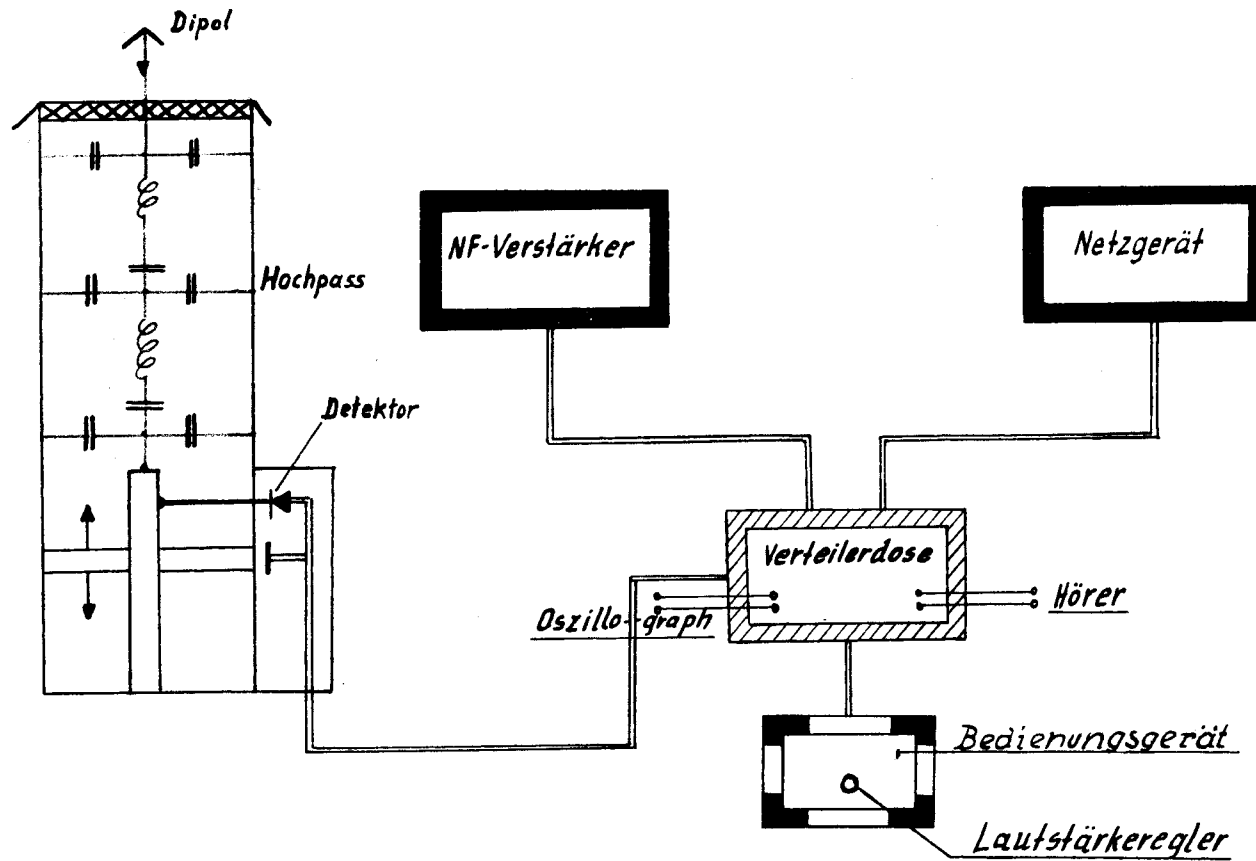 Dipol
NF-Verstärker
Netzgerät
Hochpass
Detektor
Verteilerdose
Oszillo-graph
Hörer
Bedienungsgerät
Lautstärkeregler